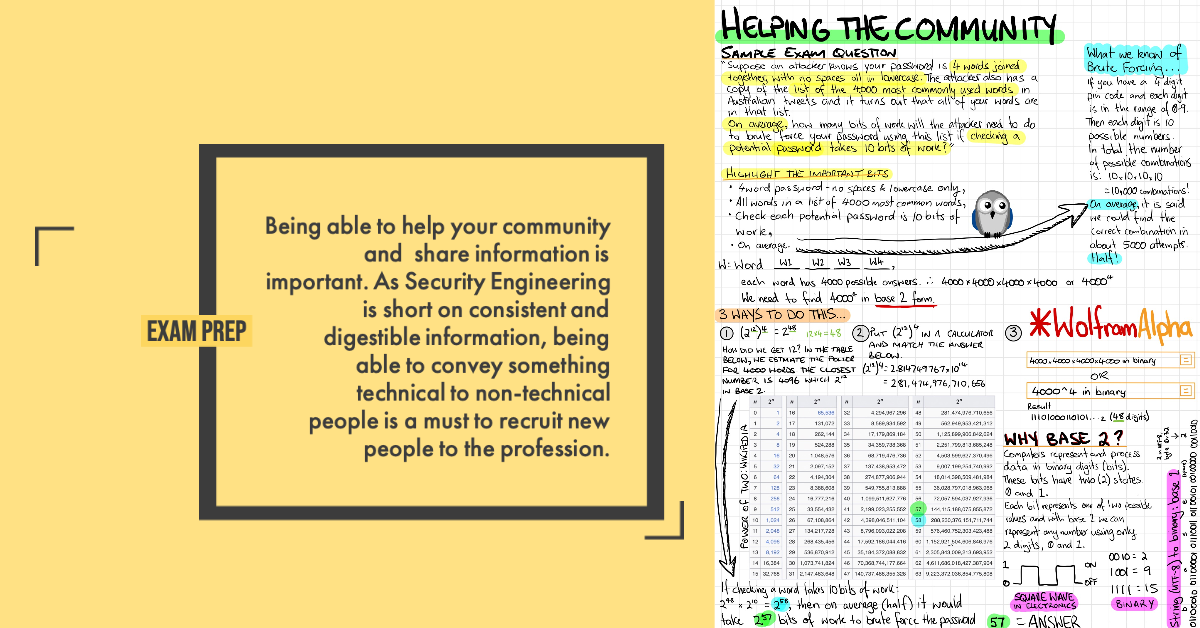 EXAM PREP
Being able to help your community
and share information is
important. As Security Engineering
is short on consistent and
digestible information, being
able to convey something
technical to non-technical
people is a must to recruit new
people to the profession.
HELPING THE COMMUNITY
SAMPLE EXAM QUESTION
"Suppose an attacker knows your password is 4 words joined
together, with no spaces all in lowercase. The attacker also has a
copy of the list of the 4000 most commonly used words in
Australian tweets and it turns out that all of your words are
in that list.
On average, how many bits of work will the attacker need to do
to brute force your password using this list if checking a
potential password takes 10 bits of work?"
HIGHLIGHT THE IMPORTANT BITS
• 4 word password - no spaces & lowercase only,
• All words in a list of 4000 most common words,
• Check each potential password is 10 bits of
work,
• On average.
What we know of
Brute Forcing...
If you have a 4 digit
pin code and each digit
is in the range of 0-9.
Then each digit is 10
possible numbers.
In total the number
of possible combinations
is: 10x10x10x10
= 10,000 combinations!
On average, it is said
we could find the
correct combination in
about 5000 attempts.
Half!
W: Word W1 W2 W3 W4,
each word has 4000 possible answers. ∴ 4000×4000×4000×4000 or 4000^4
We need to find 4000^4 in base 2 form.
3 WAYS TO DO THIS...
1 (2^12)^4 = 2^48 12x4=48
HOW DID WE GET 12? IN THE TABLE
BELOW, WE ESTIMATE THE POWER
FOR 4000 WORDS THE CLOSEST
NUMBER IS 4096 WHICH 2^12
IN BASE 2.
2 PUT (2^12)^4 IN A CALCULATOR
AND MATCH THE ANSWER
BELOW.
(2^12)^4 = 2.814749767x10^14
= 281,474,976,710,656
3 *WolframAlpha
4000×4000×4000×4000 in binary
OR
4000^4 in binary
Result
1110100011010...2 (48 digits)
POWER OF TWO: WIKIPEDIA
n 2^n n 2^n n 2^n n 2^n
0 1 16 65,536 32 4,294,967,296 48 281,474,976,710,656
1 2 17 131,072 33 8,589,934,592 49 562,949,953,421,312
2 4 18 262,144 34 17,179,869,184 50 1,125,899,906,842,624
3 8 19 524,288 35 34,359,738,368 51 2,251,799,813,685,248
4 16 20 1,048,576 36 68,719,476,736 52 4,503,599,627,370,496
5 32 21 2,097,152 37 137,438,953,472 53 9,007,199,254,740,992
6 64 22 4,194,304 38 274,877,906,944 54 18,014,398,509,481,984
7 128 23 8,388,608 39 549,755,813,888 55 36,028,797,018,963,968
8 256 24 16,777,216 40 1,099,511,627,776 56 72,057,594,037,927,936
9 512 25 33,554,432 41 2,199,023,255,552 57 144,115,188,075,855,872
10 1,024 26 67,108,864 42 4,398,046,511,104 58 288,230,376,151,711,744
11 2,048 27 134,217,728 43 8,796,093,022,208 59 576,460,752,303,423,488
12 4,096 28 268,435,456 44 17,592,186,044,416 60 1,152,921,504,606,846,976
13 8,192 29 536,870,912 45 35,184,372,088,832 61 2,305,843,009,213,693,952
14 16,384 30 1,073,741,824 46 70,368,744,177,664 62 4,611,686,018,427,387,904
15 32,768 31 2,147,483,648 47 140,737,488,355,328 63 9,223,372,036,854,775,808
WHY BASE 2?
Computers represent and process
data in binary digits (bits).
These bits have two (2) states.
0 and 1.
Each bit represents one of two possible
values and with base 2 we can
represent any number using only
2 digits, 0 and 1.
1 ON
0 OFF
SQUARE WAVE
IN ELECTRONICS
0010 = 2
1001 = 9
1111 = 15
BINARY
String (UTF-8) to binary: base
If checking a word takes 10 bits of work:
2^48 x 2^10 = 2^58, then on average (half) it would
take 2^57 bits of work to brute force the password
57 = ANSWER